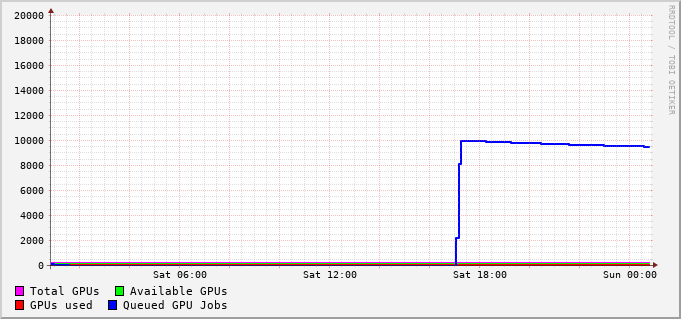 20000
18000
16000
14000
12000
10000
8000
6000
4000
2000
0
Sat 06:00 Sat 12:00 Sat 18:00 Sun 00:00
Total GPUs Available GPUs
GPUs used Queued GPU Jobs
RRDTOOL / TOBI OETIKER